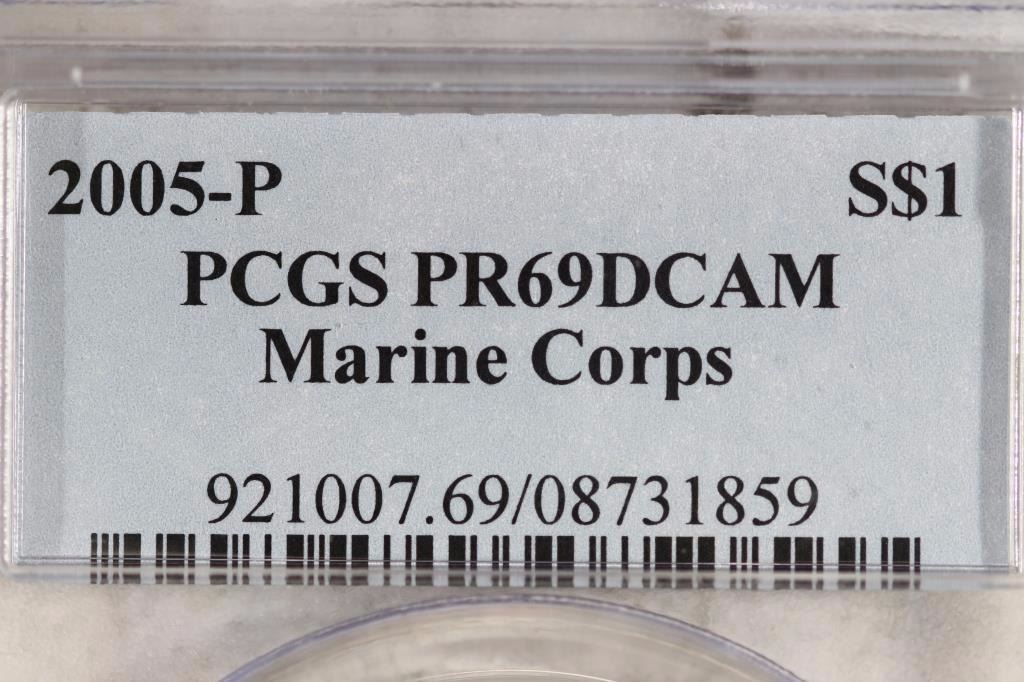 2005-P S$1
PCGS PR69DCAM
Marine Corps
921007.69/08731859